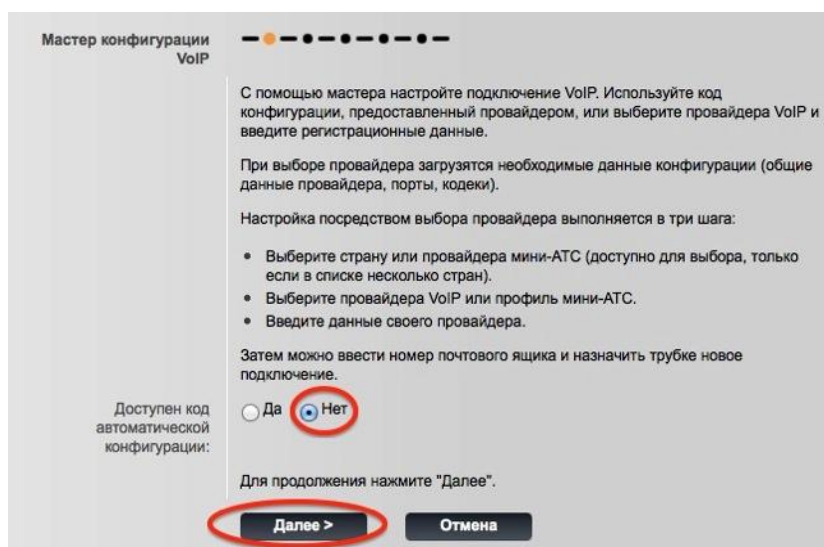 Мастер конфигурации
VoIP
С помощью мастера настройте подключение VoIP. Используйте код
конфигурации, предоставленный провайдером, или выберите провайдера VoIP и
введите регистрационные данные.
При выборе провайдера загрузятся необходимые данные конфигурации (общие
данные провайдера, порты, кодеки).
Настройка посредством выбора провайдера выполняется в три шага:
• Выберите страну или провайдера мини-АТС (доступно для выбора, только
если в списке несколько стран).
• Выберите провайдера VoIP или профиль мини-АТС.
• Введите данные своего провайдера.
Затем можно ввести номер почтового ящика и назначить трубке новое
подключение.
Доступен код
автоматической
конфигурации:
Да Нет
Для продолжения нажмите "Далее".
Далее > Отмена